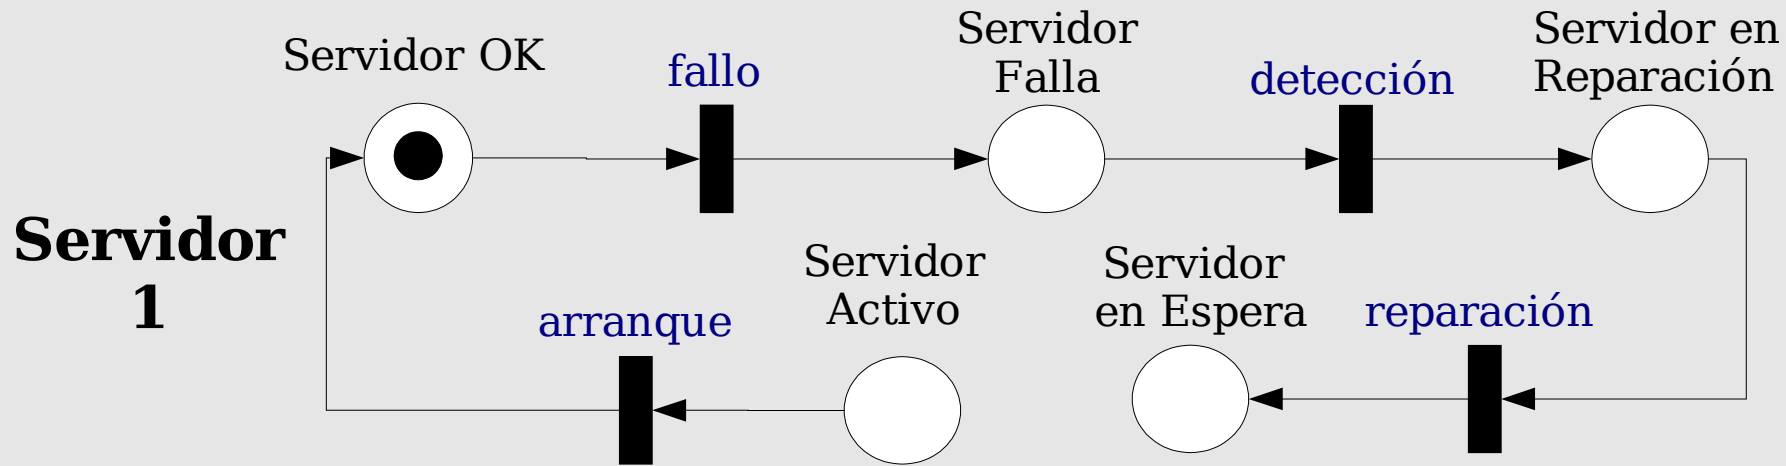 Servidor OK
fallo
Servidor
Falla
detección
Servidor en
Reparación
Servidor
1
arranque
Servidor
Activo
Servidor
en Espera
reparación